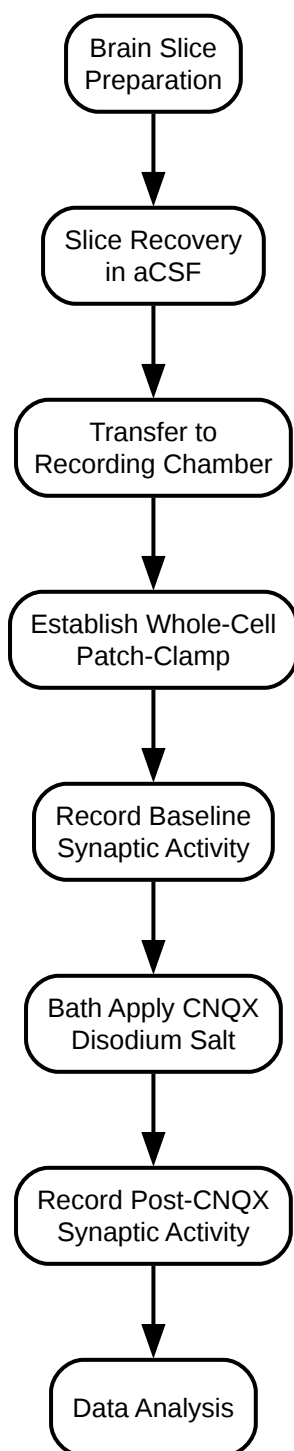 Brain Slice
Preparation
Slice Recovery
in aCSF
Transfer to
Recording Chamber
Establish Whole-Cell
Patch-Clamp
Record Baseline
Synaptic Activity
Bath Apply CNQX
Disodium Salt
Record Post-CNQX
Synaptic Activity
Data Analysis